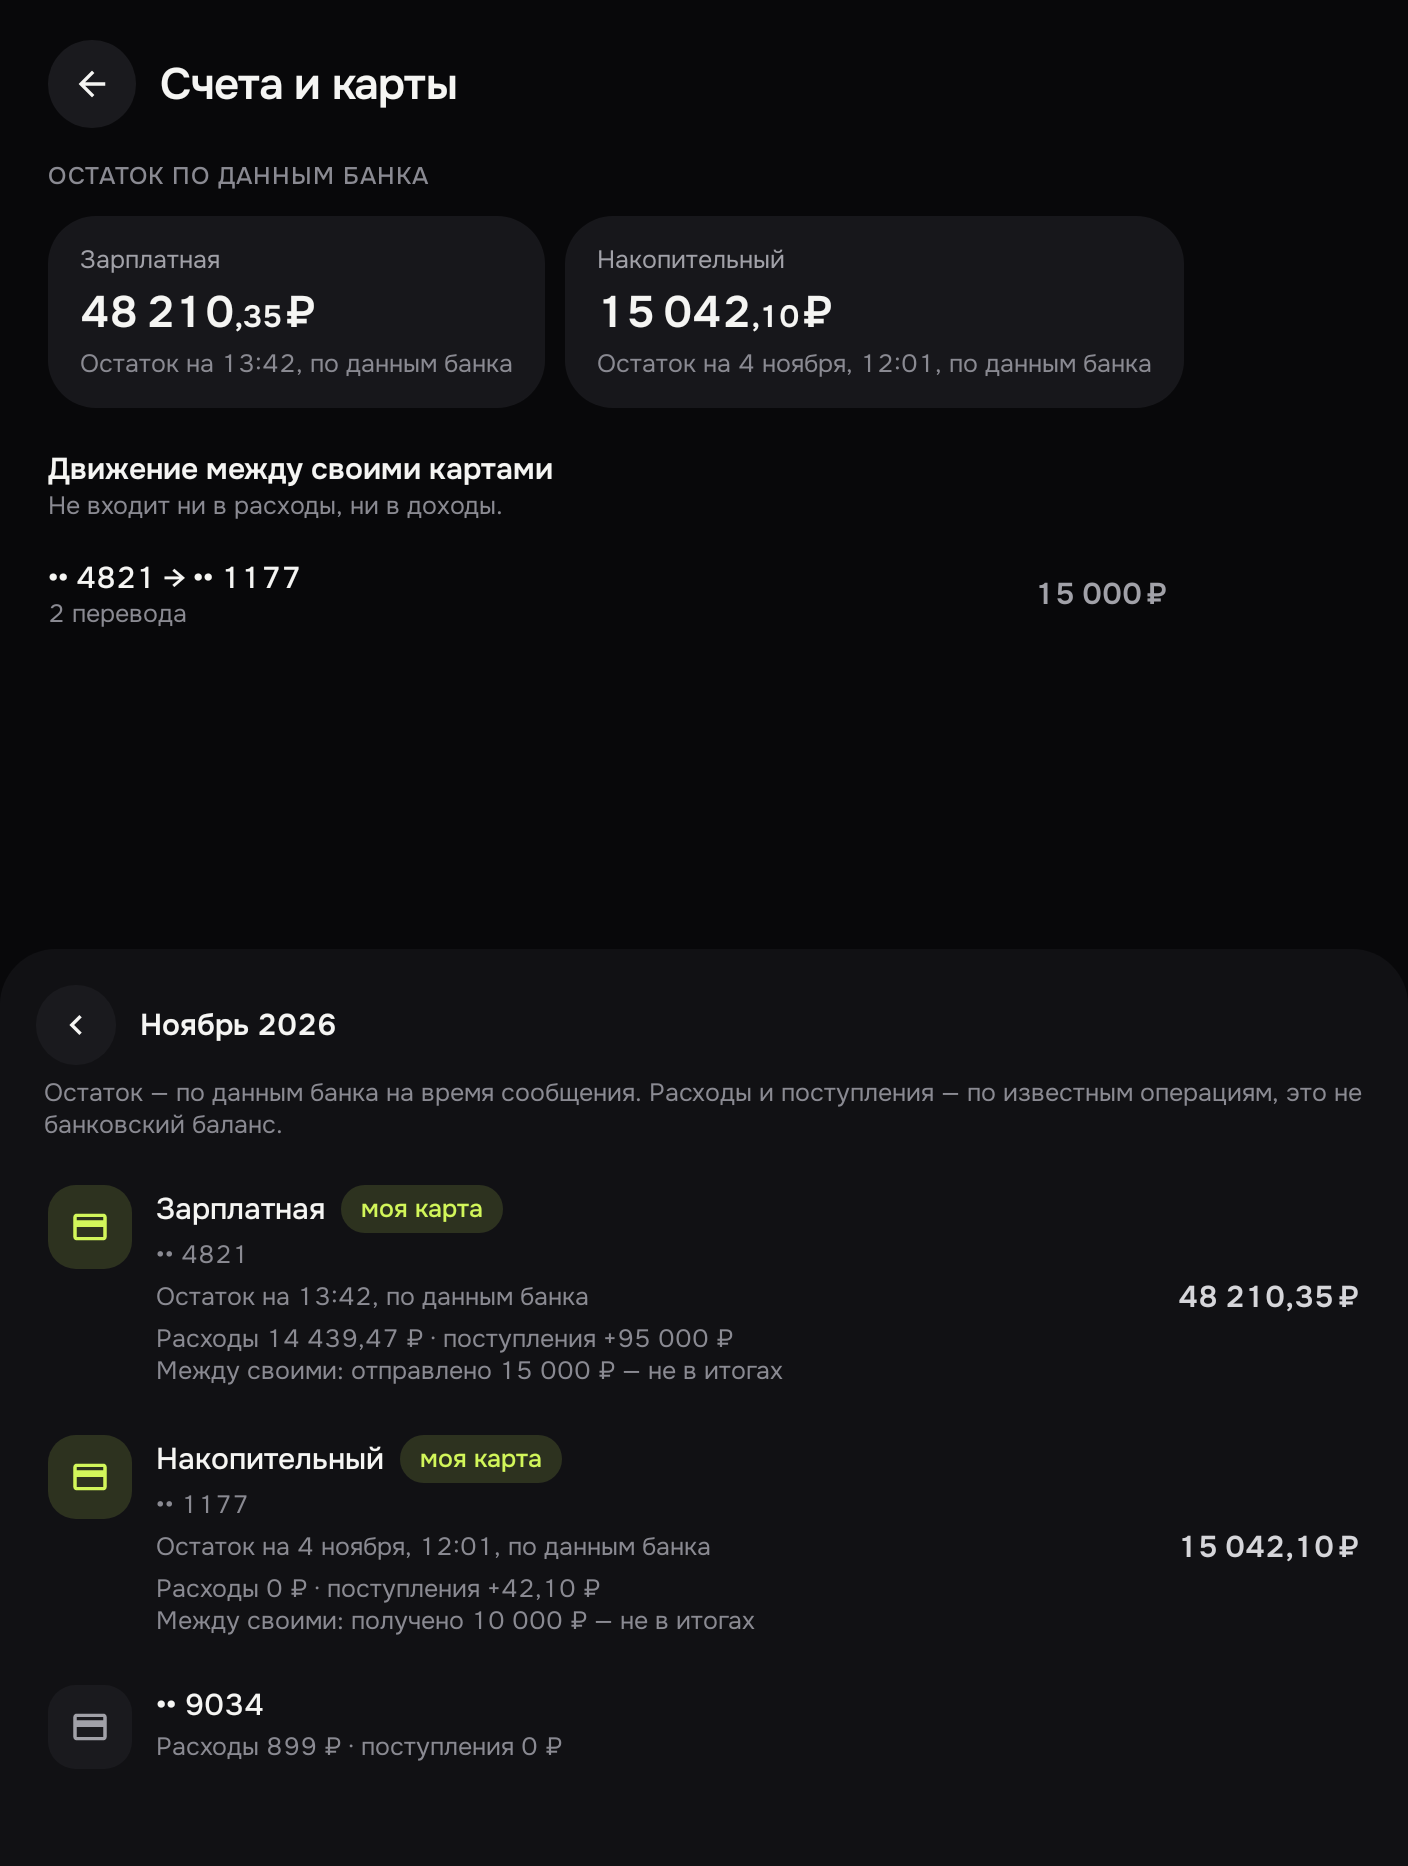 Счета и карты
ОСТАТОК ПО ДАННЫМ БАНКА
Зарплатная
48 210,35 ₽
Остаток на 13:42, по данным банка
Накопительный
15 042,10 ₽
Остаток на 4 ноября, 12:01, по данным банка
Движение между своими картами
Не входит ни в расходы, ни в доходы.
•• 4821 → •• 1177
2 перевода
15 000 ₽
Ноябрь 2026
Остаток — по данным банка на время сообщения. Расходы и поступления — по известным операциям, это не
банковский баланс.
Зарплатная моя карта
•• 4821
Остаток на 13:42, по данным банка
48 210,35 ₽
Расходы 14 439,47 ₽ · поступления +95 000 ₽
Между своими: отправлено 15 000 ₽ — не в итогах
Накопительный моя карта
•• 1177
Остаток на 4 ноября, 12:01, по данным банка
15 042,10 ₽
Расходы 0 ₽ · поступления +42,10 ₽
Между своими: получено 10 000 ₽ — не в итогах
•• 9034
Расходы 899 ₽ · поступления 0 ₽